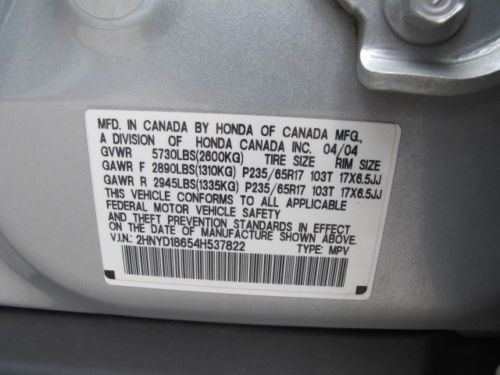 MFD. IN CANADA BY HONDA OF CANADA MFG.,
A DIVISION OF HONDA CANADA INC. 04/04
GVWR 5730LBS(2600KG) TIRE SIZE RIM SIZE
GAWR F 2890LBS(1310KG) P235/65R17 103T 17X6.5JJ
GAWR R 2945LBS(1335KG) P235/65R17 103T 17X6.5JJ
THIS VEHICLE CONFORMS TO ALL APPLICABLE
FEDERAL MOTOR VEHICLE SAFETY
AND THEFT PREVENTION STANDARDS IN EFFECT
ON THE DATE OF MANUFACTURE SHOWN ABOVE.
V.I.N.: 2HNYD18654H537822 TYPE: MPV